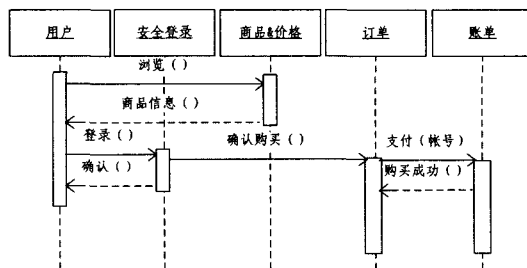 用户 安全登录 商品&价格 订单 账单
浏览（）
商品信息（）
登录（） 确认购买（） 支付（帐号）
确认（） 购买成功（）